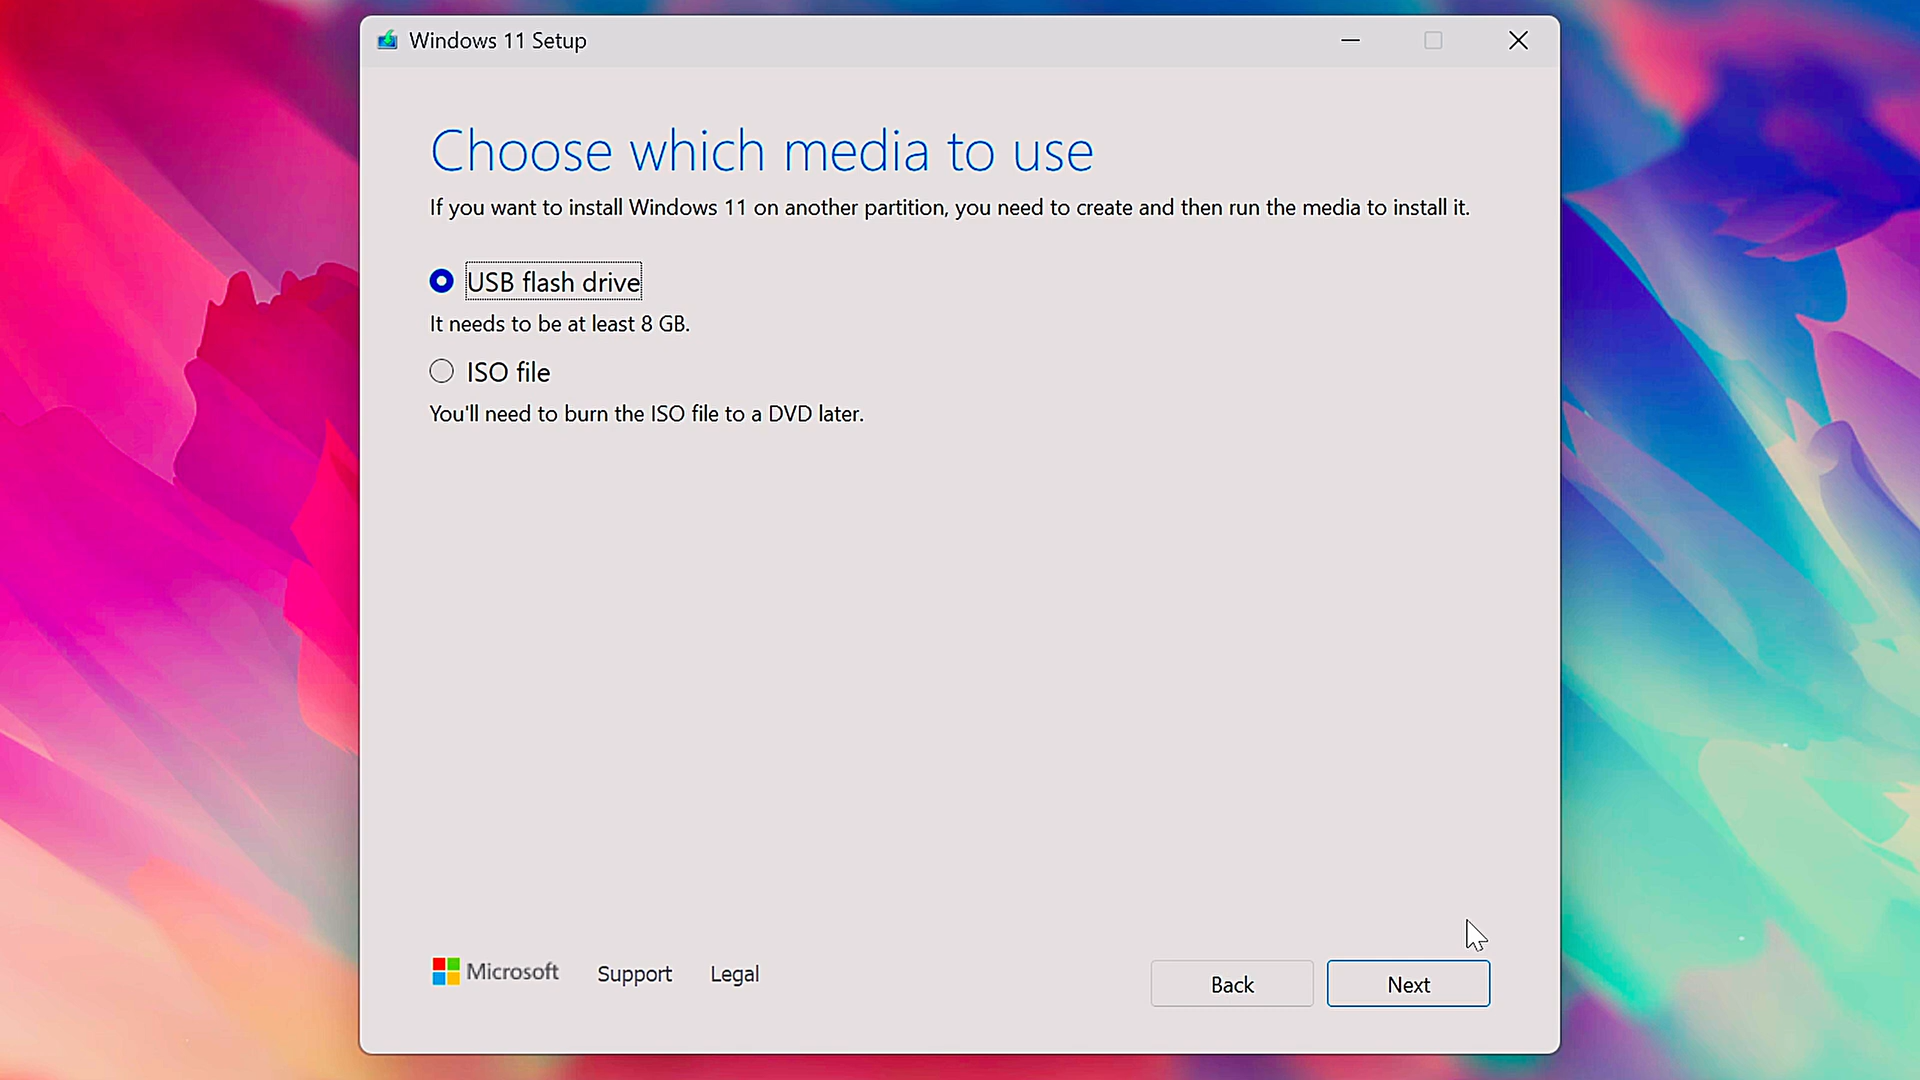 Windows 11 Setup
Choose which media to use
If you want to install Windows 11 on another partition, you need to create and then run the media to install it.
USB flash drive
It needs to be at least 8 GB.
ISO file
You'll need to burn the ISO file to a DVD later.
Microsoft Support Legal Back Next